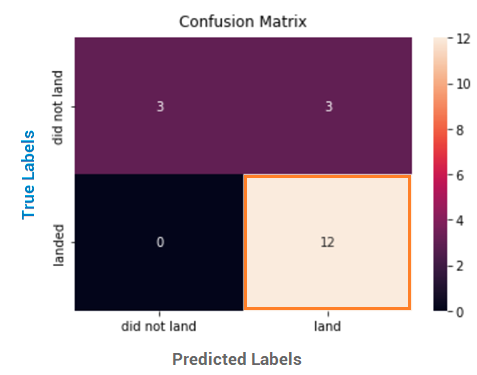 Confusion Matrix
True Labels
did not land
3
3
landed
0
12
did not land
land
Predicted Labels
12
10
8
6
4
2
0